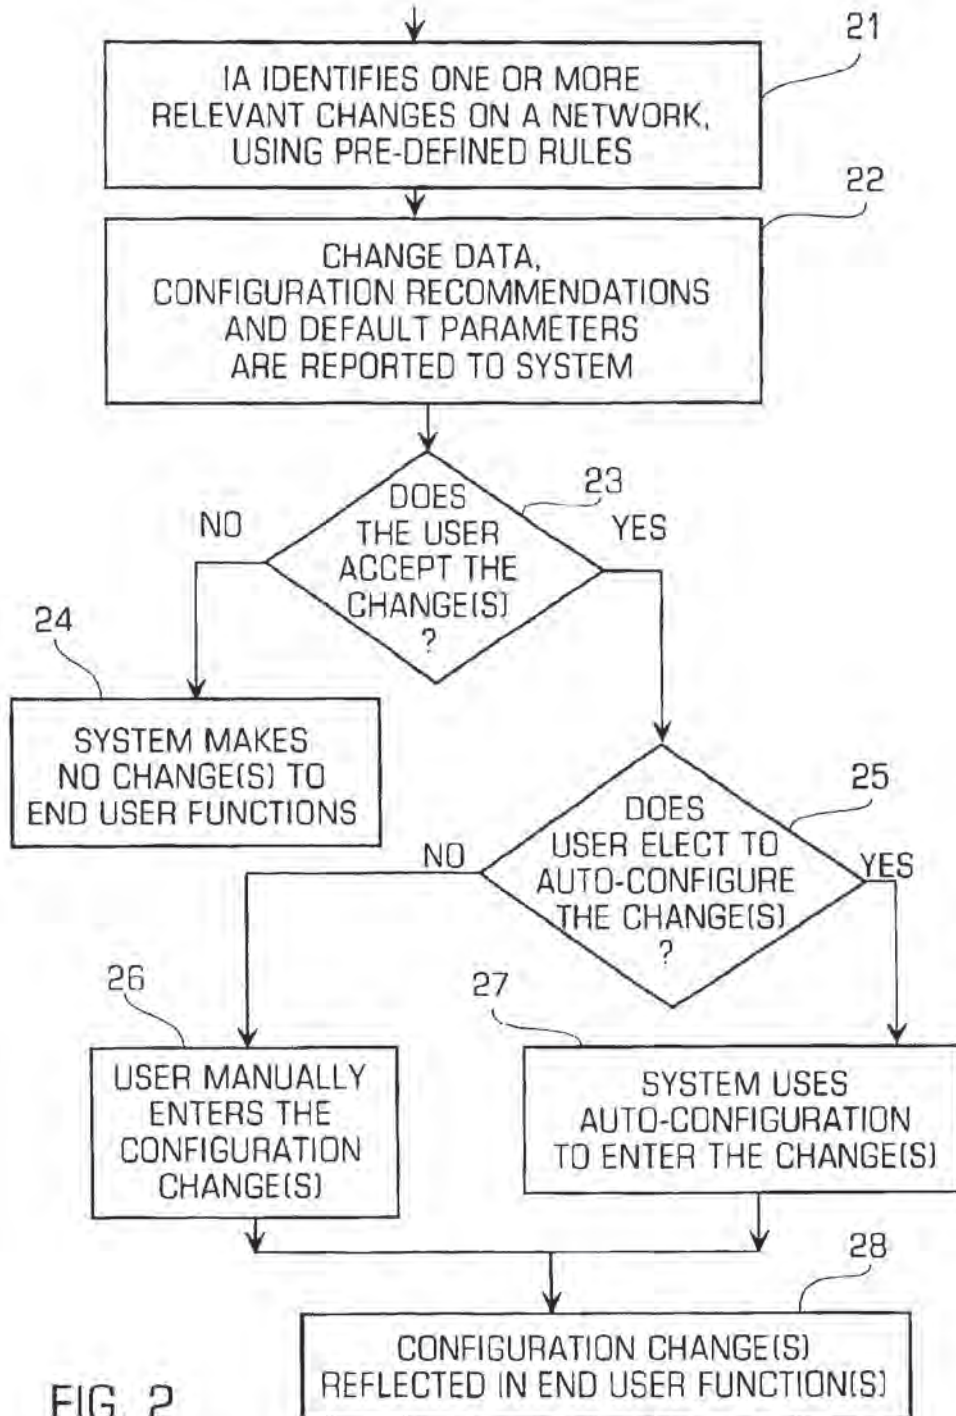 21
IA IDENTIFIES ONE OR MORE
RELEVANT CHANGES ON A NETWORK,
USING PRE-DEFINED RULES
22
CHANGE DATA,
CONFIGURATION RECOMMENDATIONS
AND DEFAULT PARAMETERS
ARE REPORTED TO SYSTEM
23
DOES
THE USER
ACCEPT THE
CHANGE(S)
?
NO
YES
24
SYSTEM MAKES
NO CHANGE(S) TO
END USER FUNCTIONS
25
DOES
USER ELECT TO
AUTO-CONFIGURE
THE CHANGE(S)
?
NO
YES
26
USER MANUALLY
ENTERS THE
CONFIGURATION
CHANGE(S)
27
SYSTEM USES
AUTO-CONFIGURATION
TO ENTER THE CHANGE(S)
28
CONFIGURATION CHANGE(S)
REFLECTED IN END USER FUNCTION(S)
FIG. 2